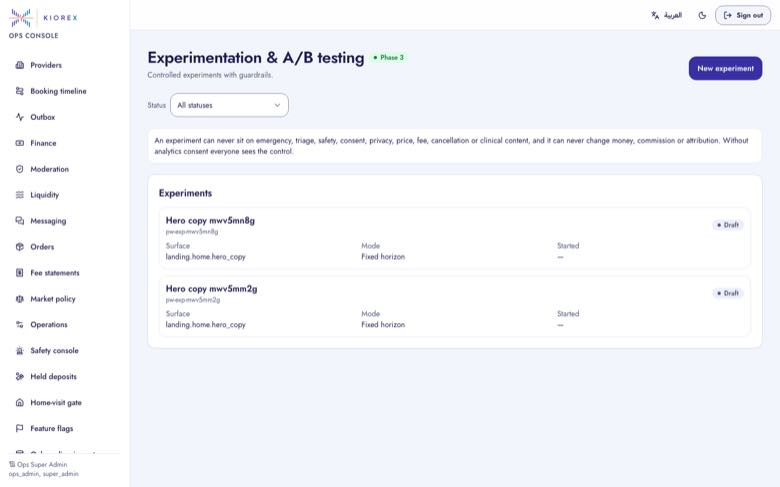 KIOREX
OPS CONSOLE
العربية
Sign out
Providers
Booking timeline
Outbox
Finance
Moderation
Liquidity
Messaging
Orders
Fee statements
Market policy
Operations
Safety console
Held deposits
Home-visit gate
Feature flags
Ops Super Admin
ops_admin, super_admin
Experimentation & A/B testing
Phase 3
Controlled experiments with guardrails.
New experiment
Status
All statuses
An experiment can never sit on emergency, triage, safety, consent, privacy, price, fee, cancellation or clinical content, and it can never change money, commission or attribution. Without
analytics consent everyone sees the control.
Experiments
Hero copy mwv5mn8g
Draft
pw-exp-mwv5mn8g
Surface Mode Started
landing.home.hero_copy Fixed horizon —
Hero copy mwv5mm2g
Draft
pw-exp-mwv5mm2g
Surface Mode Started
landing.home.hero_copy Fixed horizon —